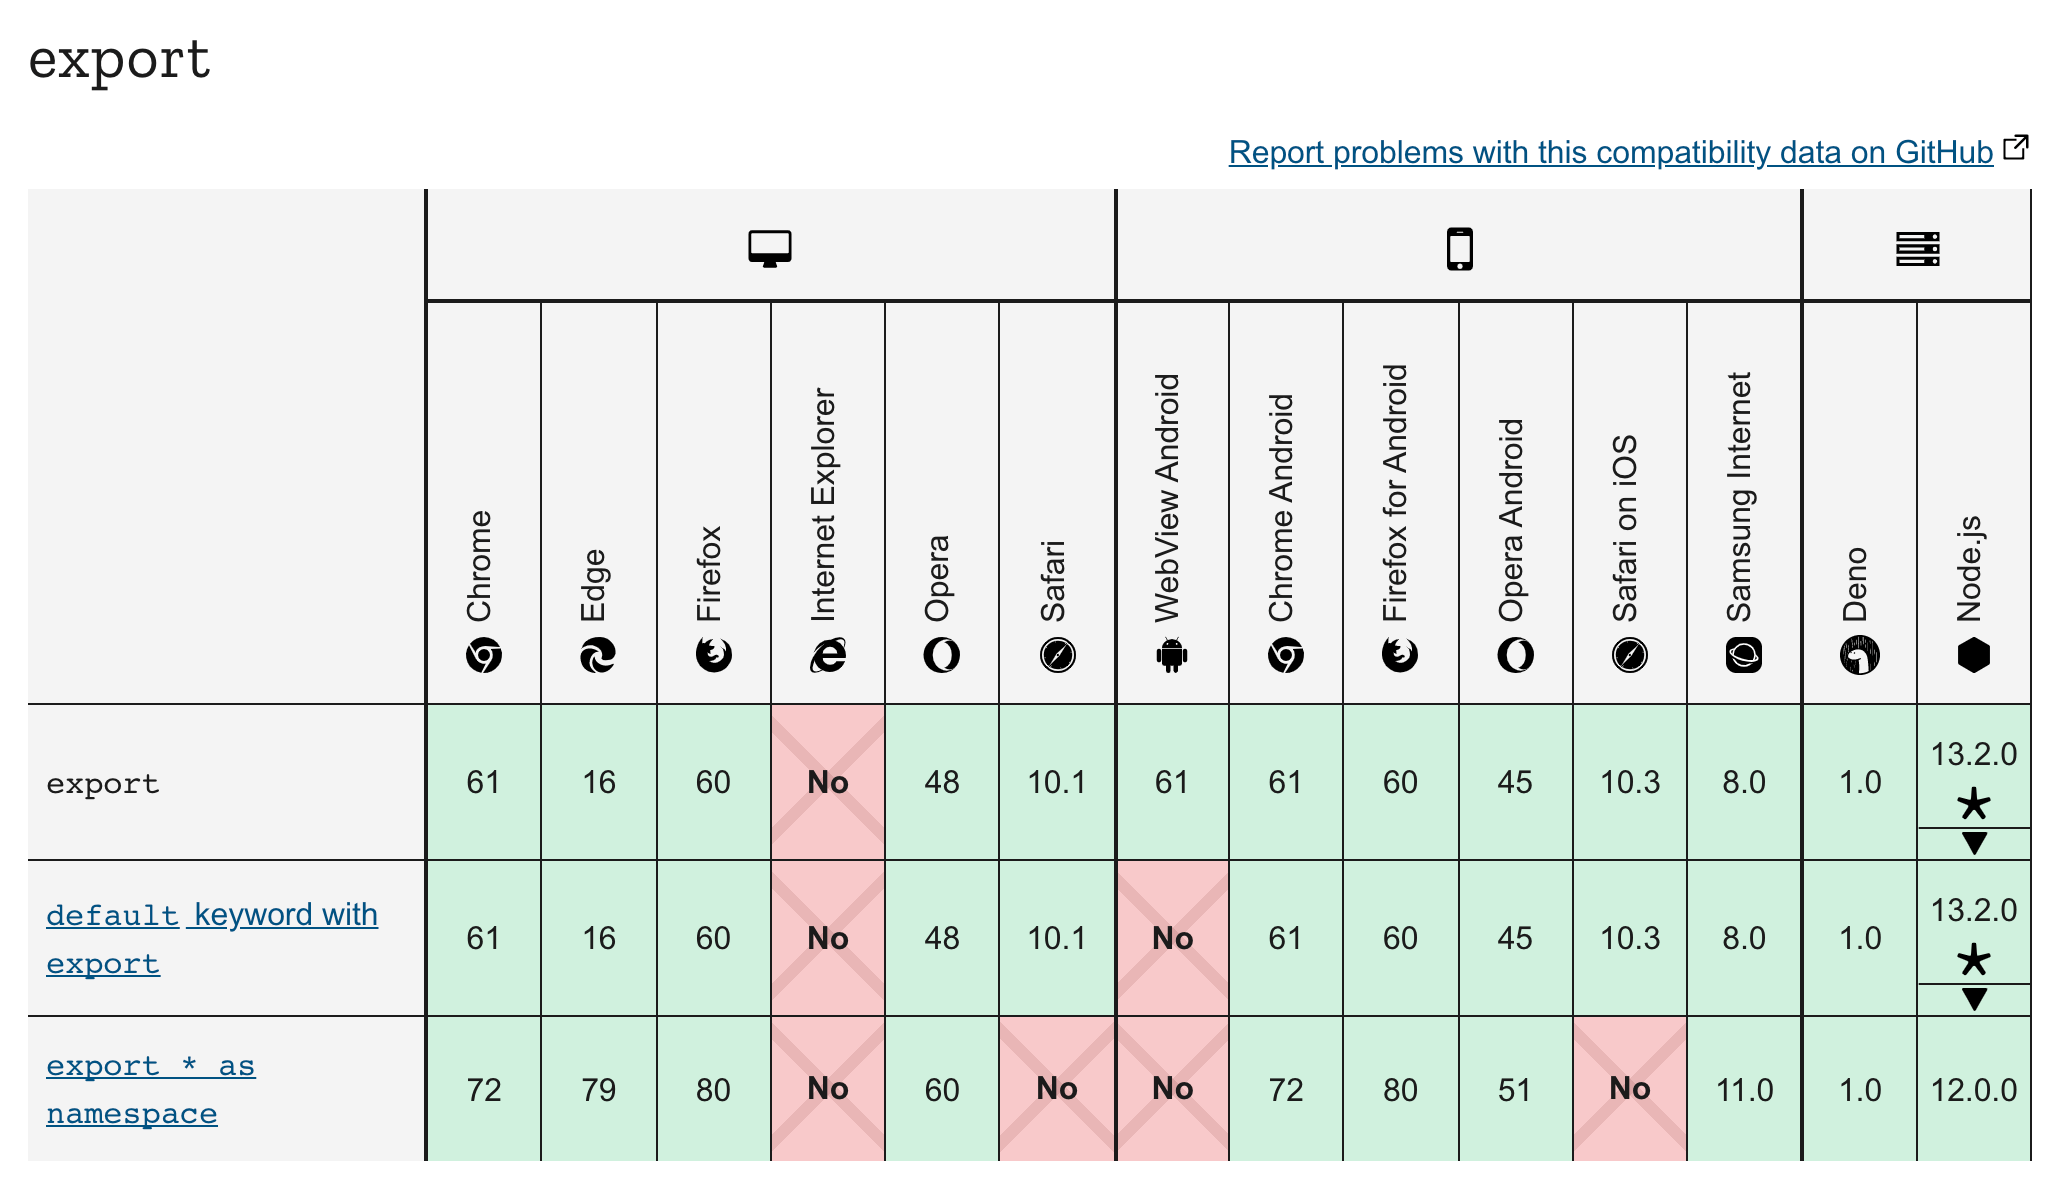 export
Report problems with this compatibility data on GitHub
Chrome
Edge
Firefox
Internet Explorer
Opera
Safari
WebView Android
Chrome Android
Firefox for Android
Opera Android
Safari on iOS
Samsung Internet
Deno
Node.js
export 61 16 60 No 48 10.1 61 61 60 45 10.3 8.0 1.0 13.2.0
*
▼
default keyword with
export
61 16 60 No 48 10.1 No 61 60 45 10.3 8.0 1.0 13.2.0
*
▼
export * as
namespace
72 79 80 No 60 No No 72 80 51 No 11.0 1.0 12.0.0